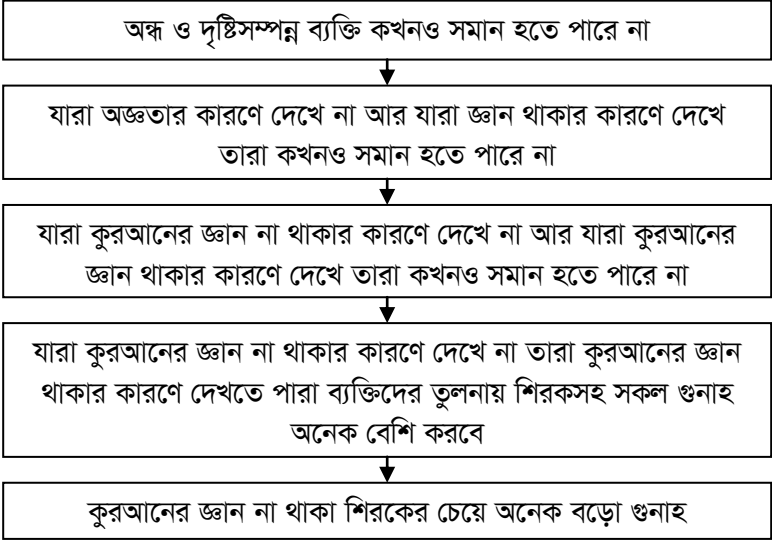 অন্ধ ও দৃষ্টিসম্পন্ন ব্যক্তি কখনও সমান হতে পারে না
যারা অজ্ঞতার কারণে দেখে না আর যারা জ্ঞান থাকার কারণে দেখে
তারা কখনও সমান হতে পারে না
যারা কুরআনের জ্ঞান না থাকার কারণে দেখে না আর যারা কুরআনের
জ্ঞান থাকার কারণে দেখে তারা কখনও সমান হতে পারে না
যারা কুরআনের জ্ঞান না থাকার কারণে দেখে না তারা কুরআনের জ্ঞান
থাকার কারণে দেখতে পারা ব্যক্তিদের তুলনায় শিরকসহ সকল গুনাহ
অনেক বেশি করবে
কুরআনের জ্ঞান না থাকা শিরকের চেয়ে অনেক বড়ো গুনাহ